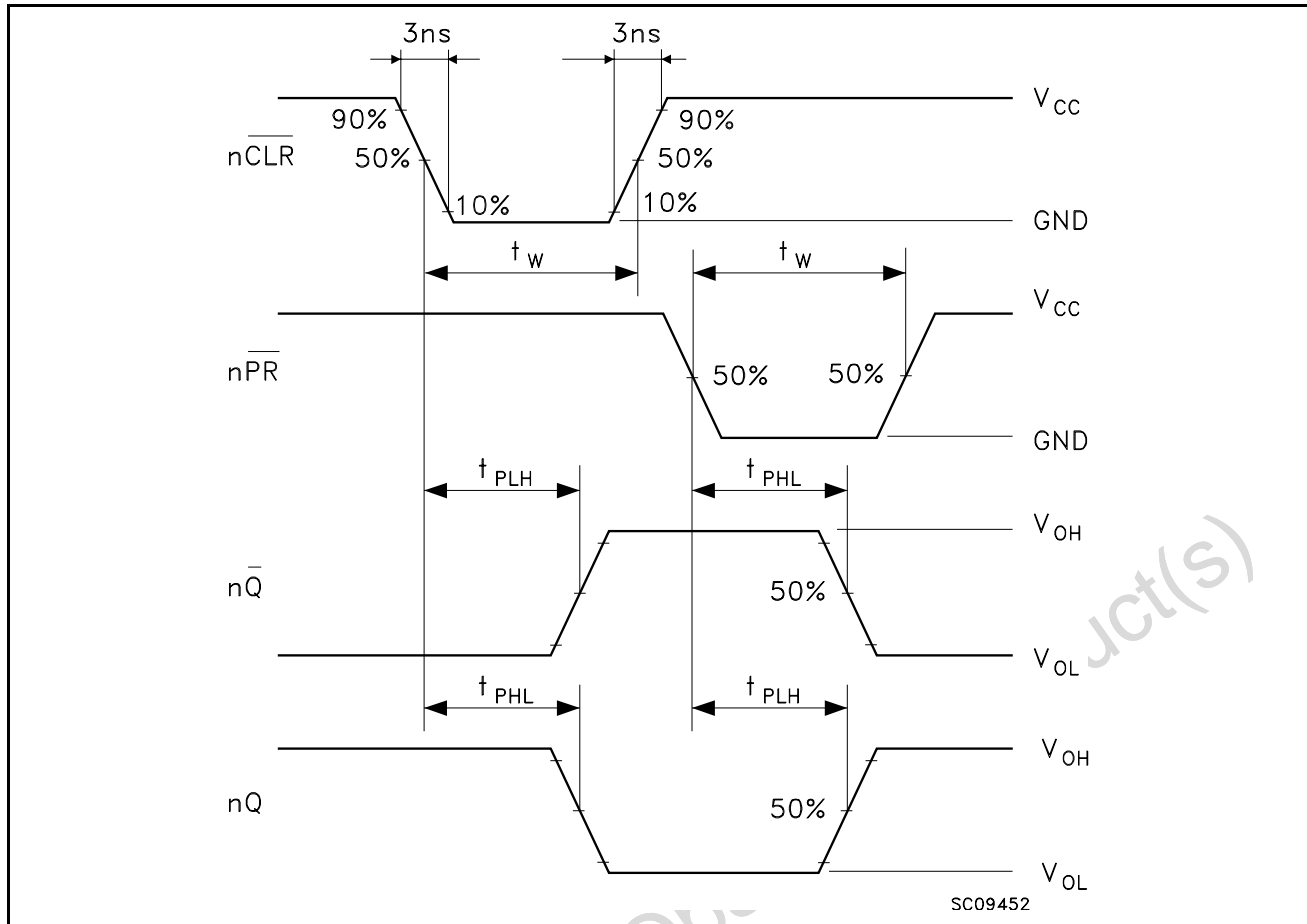 3ns 3ns
V CC
90% 90%
nCLR 50% 50%
10% 10%
GND
t W t W
V CC
nPR 50% 50%
GND
t PLH t PHL
V OH
nQ 50%
V OL
t PHL t PLH
V OH
nQ 50%
V OL
SC09452